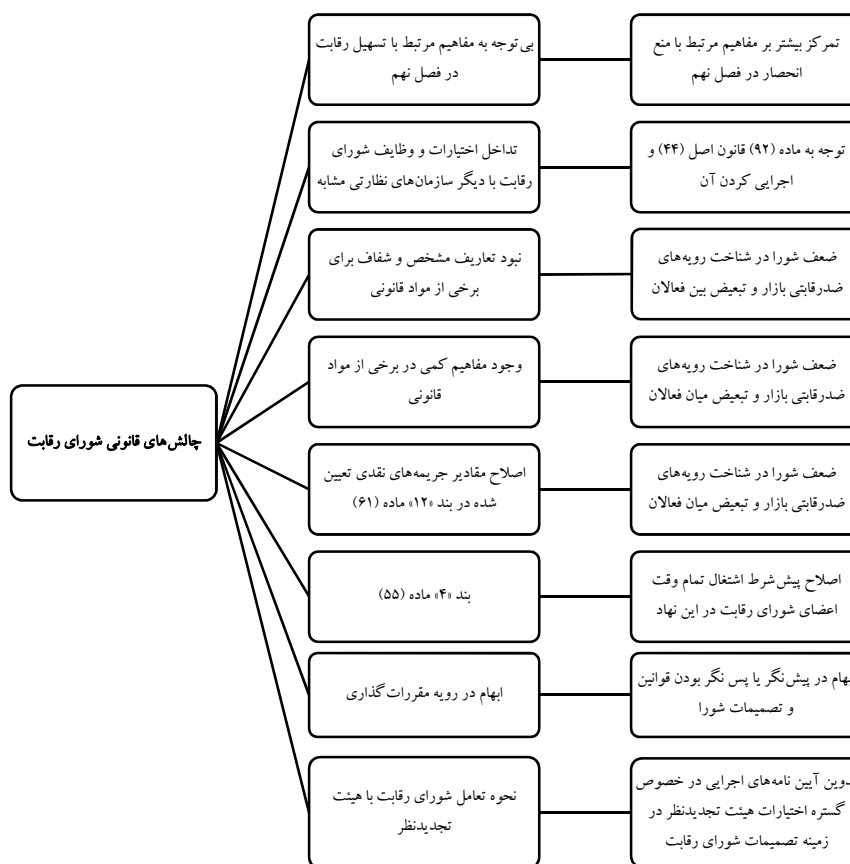 تمرکز بیشتر بر مفاهیم مرتبط با منع
انحصار در فصل نهم
بی‌توجه به مفاهیم مرتبط با تسهیل رقابت
در فصل نهم
توجه به ماده (۹۲) قانون اصل (۴۴) و
اجرایی کردن آن
تداخل اختیارات و وظایف شورای
رقابت با دیگر سازمان‌های نظارتی مشابه
ضعف شورا در شناخت رویه‌های
ضدرقابتی بازار و تبعیض بین فعالان
نبود تعاریف مشخص و شفاف برای
برخی از مواد قانونی
ضعف شورا در شناخت رویه‌های
ضدرقابتی بازار و تبعیض میان فعالان
وجود مفاهیم کمی در برخی از مواد
قانونی
چالش‌های قانونی شورای رقابت
ضعف شورا در شناخت رویه‌های
ضدرقابتی بازار و تبعیض میان فعالان
اصلاح مقادیر جریمه‌های نقدی تعیین
شده در بند «۱۲» ماده (۶۱)
اصلاح پیش‌شرط اشتغال تمام وقت
اعضای شورای رقابت در این نهاد
بند «۴» ماده (۵۵)
بهام در پیش‌نگر یا پس نگر بودن قوانین
و تصمیمات شورا
ابهام در رویه مقررات‌گذاری
دوین آیین نامه‌های اجرایی در خصوص
گستره اختیارات هیئت تجدیدنظر در
زمینه تصمیمات شورای رقابت
نحوه تعامل شورای رقابت با هیئت
تجدیدنظر